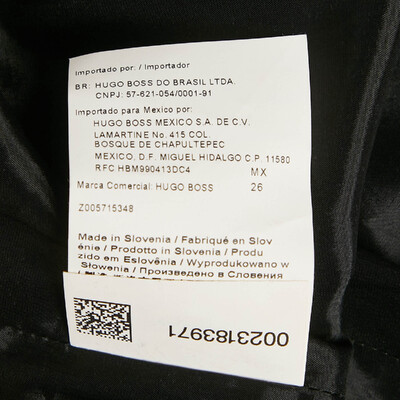 Importado por: / Importador
BR: HUGO BOSS DO BRASIL LTDA.
CNPJ: 57-621-054/0001-91
Importado para Mexico por:
HUGO BOSS MEXICO S.A. DE C.V.
LAMARTINE No. 415 COL.
BOSQUE DE CHAPULTEPEC
MEXICO, D.F. MIGUEL HIDALGO C.P. 11580
RFC HBM990413DC4 MX
Marca Comercial: HUGO BOSS 26
Z005715348
Made in Slovenia / Fabriqué en Slov
énie / Prodotto in Slovenia / Produ
zido em Eslovênia / Wyprodukowano w
Słowenia / Произведено в Словения
0023183971